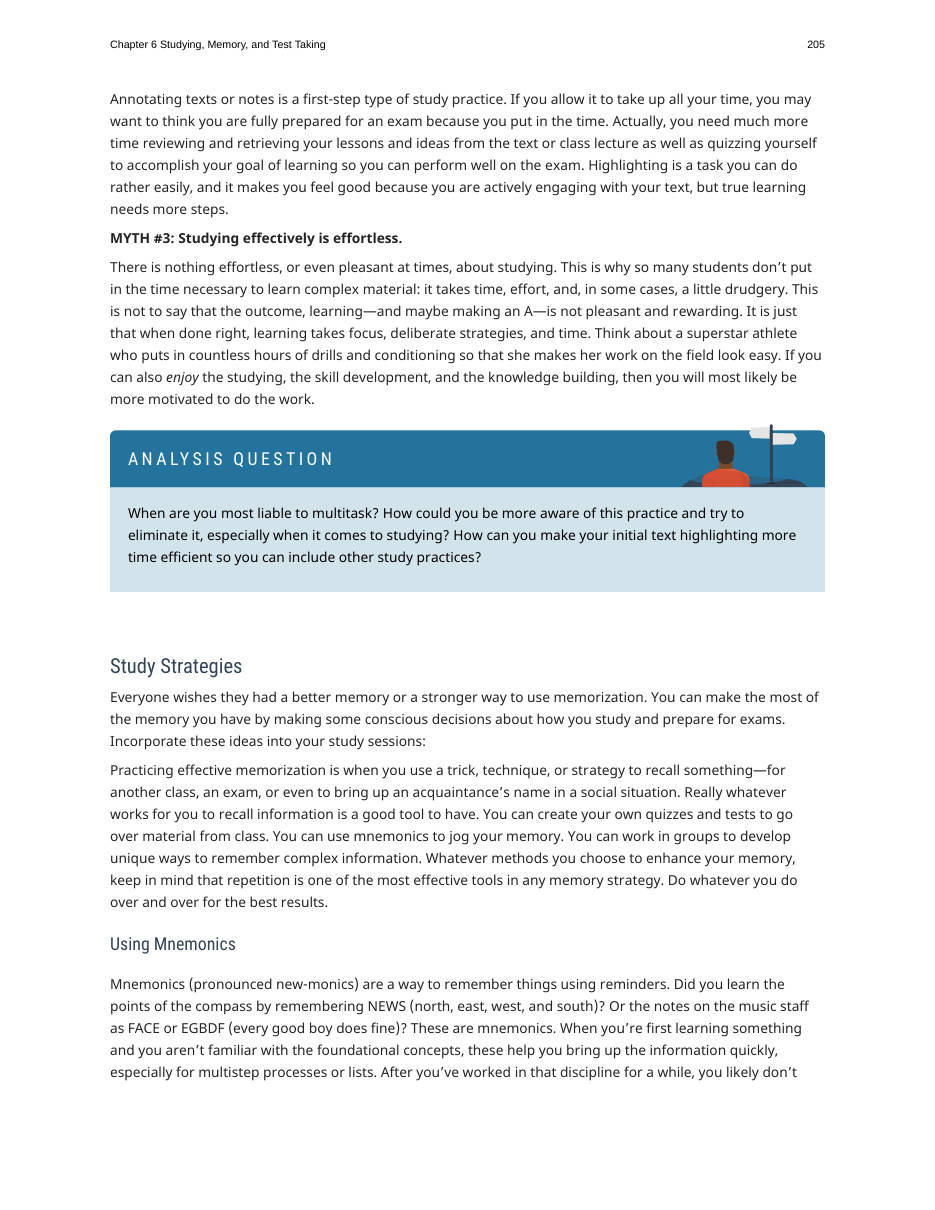 Chapter 6 Studying, Memory, and Test Taking 205
Annotating texts or notes is a first-step type of study practice. If you allow it to take up all your time, you may
want to think you are fully prepared for an exam because you put in the time. Actually, you need much more
time reviewing and retrieving your lessons and ideas from the text or class lecture as well as quizzing yourself
to accomplish your goal of learning so you can perform well on the exam. Highlighting is a task you can do
rather easily, and it makes you feel good because you are actively engaging with your text, but true learning
needs more steps.
MYTH #3: Studying effectively is effortless.
There is nothing effortless, or even pleasant at times, about studying. This is why so many students don’t put
in the time necessary to learn complex material: it takes time, effort, and, in some cases, a little drudgery. This
is not to say that the outcome, learning—and maybe making an A—is not pleasant and rewarding. It is just
that when done right, learning takes focus, deliberate strategies, and time. Think about a superstar athlete
who puts in countless hours of drills and conditioning so that she makes her work on the field look easy. If you
can also enjoy the studying, the skill development, and the knowledge building, then you will most likely be
more motivated to do the work.
ANALYSIS QUESTION
When are you most liable to multitask? How could you be more aware of this practice and try to
eliminate it, especially when it comes to studying? How can you make your initial text highlighting more
time efficient so you can include other study practices?
Study Strategies
Everyone wishes they had a better memory or a stronger way to use memorization. You can make the most of
the memory you have by making some conscious decisions about how you study and prepare for exams.
Incorporate these ideas into your study sessions:
Practicing effective memorization is when you use a trick, technique, or strategy to recall something—for
another class, an exam, or even to bring up an acquaintance’s name in a social situation. Really whatever
works for you to recall information is a good tool to have. You can create your own quizzes and tests to go
over material from class. You can use mnemonics to jog your memory. You can work in groups to develop
unique ways to remember complex information. Whatever methods you choose to enhance your memory,
keep in mind that repetition is one of the most effective tools in any memory strategy. Do whatever you do
over and over for the best results.
Using Mnemonics
Mnemonics (pronounced new-monics) are a way to remember things using reminders. Did you learn the
points of the compass by remembering NEWS (north, east, west, and south)? Or the notes on the music staff
as FACE or EGBDF (every good boy does fine)? These are mnemonics. When you’re first learning something
and you aren’t familiar with the foundational concepts, these help you bring up the information quickly,
especially for multistep processes or lists. After you’ve worked in that discipline for a while, you likely don’t